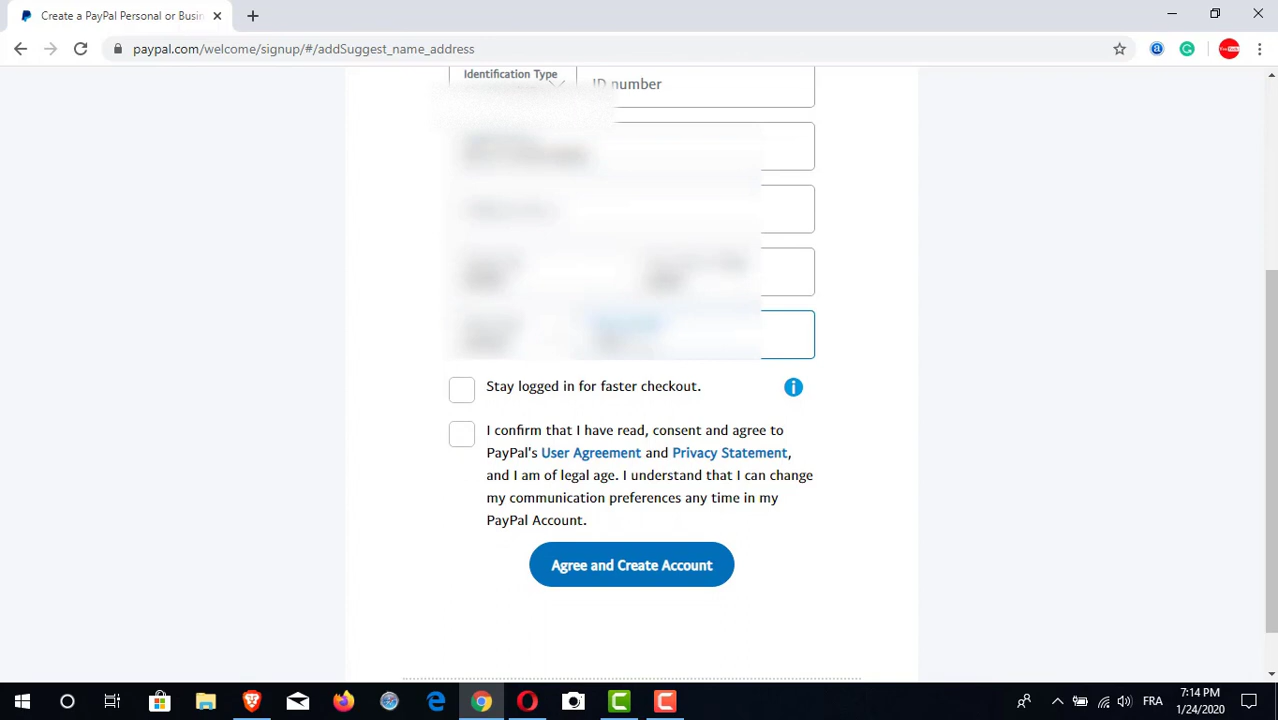 Create a PayPal Personal or Busin
paypal.com/welcome/signup/#/addSuggest_name_address
Identification Type
ID number
Stay logged in for faster checkout.
I confirm that I have read, consent and agree to
PayPal's User Agreement and Privacy Statement,
and I am of legal age. I understand that I can change
my communication preferences any time in my
PayPal Account.
Agree and Create Account
FRA
7:14 PM
1/24/2020